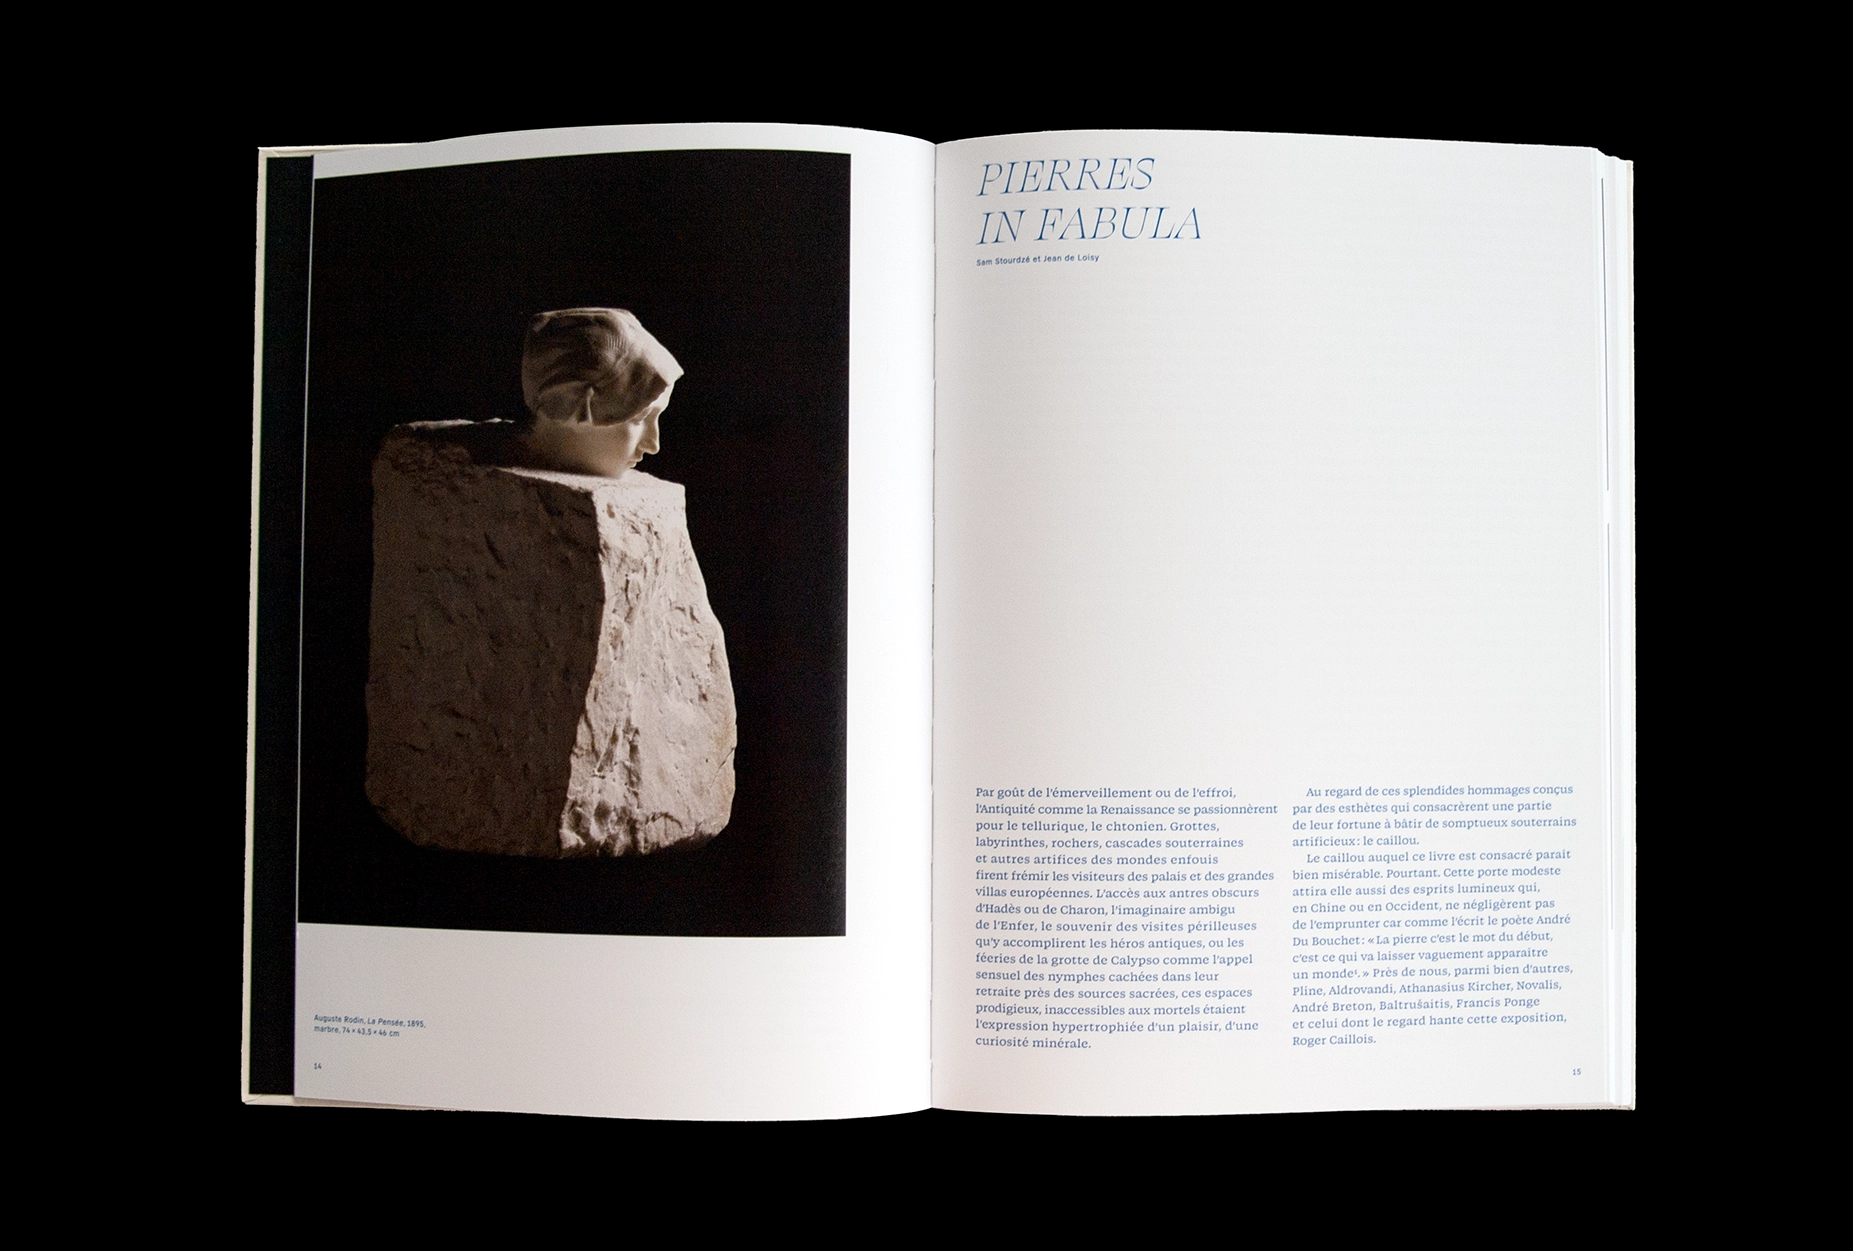 Auguste Rodin, La Pensée, 1895,
marbre, 74 × 43,5 × 46 cm
14
PIERRES
IN FABULA
Sam Stourdzé et Jean de Loisy
Par goût de l'émerveillement ou de l'effroi,
l'Antiquité comme la Renaissance se passionnèrent
pour le tellurique, le chtonien. Grottes,
labyrinthes, rochers, cascades souterraines
et autres artifices des mondes enfouis
firent frémir les visiteurs des palais et des grandes
villas européennes. L'accès aux antres obscurs
d'Hadès ou de Charon, l'imaginaire ambigu
de l'Enfer, le souvenir des visites périlleuses
qu'y accomplirent les héros antiques, ou les
féeries de la grotte de Calypso comme l'appel
sensuel des nymphes cachées dans leur
retraite près des sources sacrées, ces espaces
prodigieux, inaccessibles aux mortels étaient
l'expression hypertrophiée d'un plaisir, d'une
curiosité minérale.
Au regard de ces splendides hommages conçus
par des esthètes qui consacrèrent une partie
de leur fortune à bâtir de somptueux souterrains
artificieux : le caillou.
Le caillou auquel ce livre est consacré paraît
bien misérable. Pourtant. Cette porte modeste
attira elle aussi des esprits lumineux qui,
en Chine ou en Occident, ne négligèrent pas
de l'emprunter car comme l'écrit le poète André
Du Bouchet : « La pierre c'est le mot du début,
c'est ce qui va laisser vaguement apparaître
un monde¹. » Près de nous, parmi bien d'autres,
Pline, Aldrovandi, Athanasius Kircher, Novalis,
André Breton, Baltrušaitis, Francis Ponge
et celui dont le regard hante cette exposition,
Roger Caillois.
15